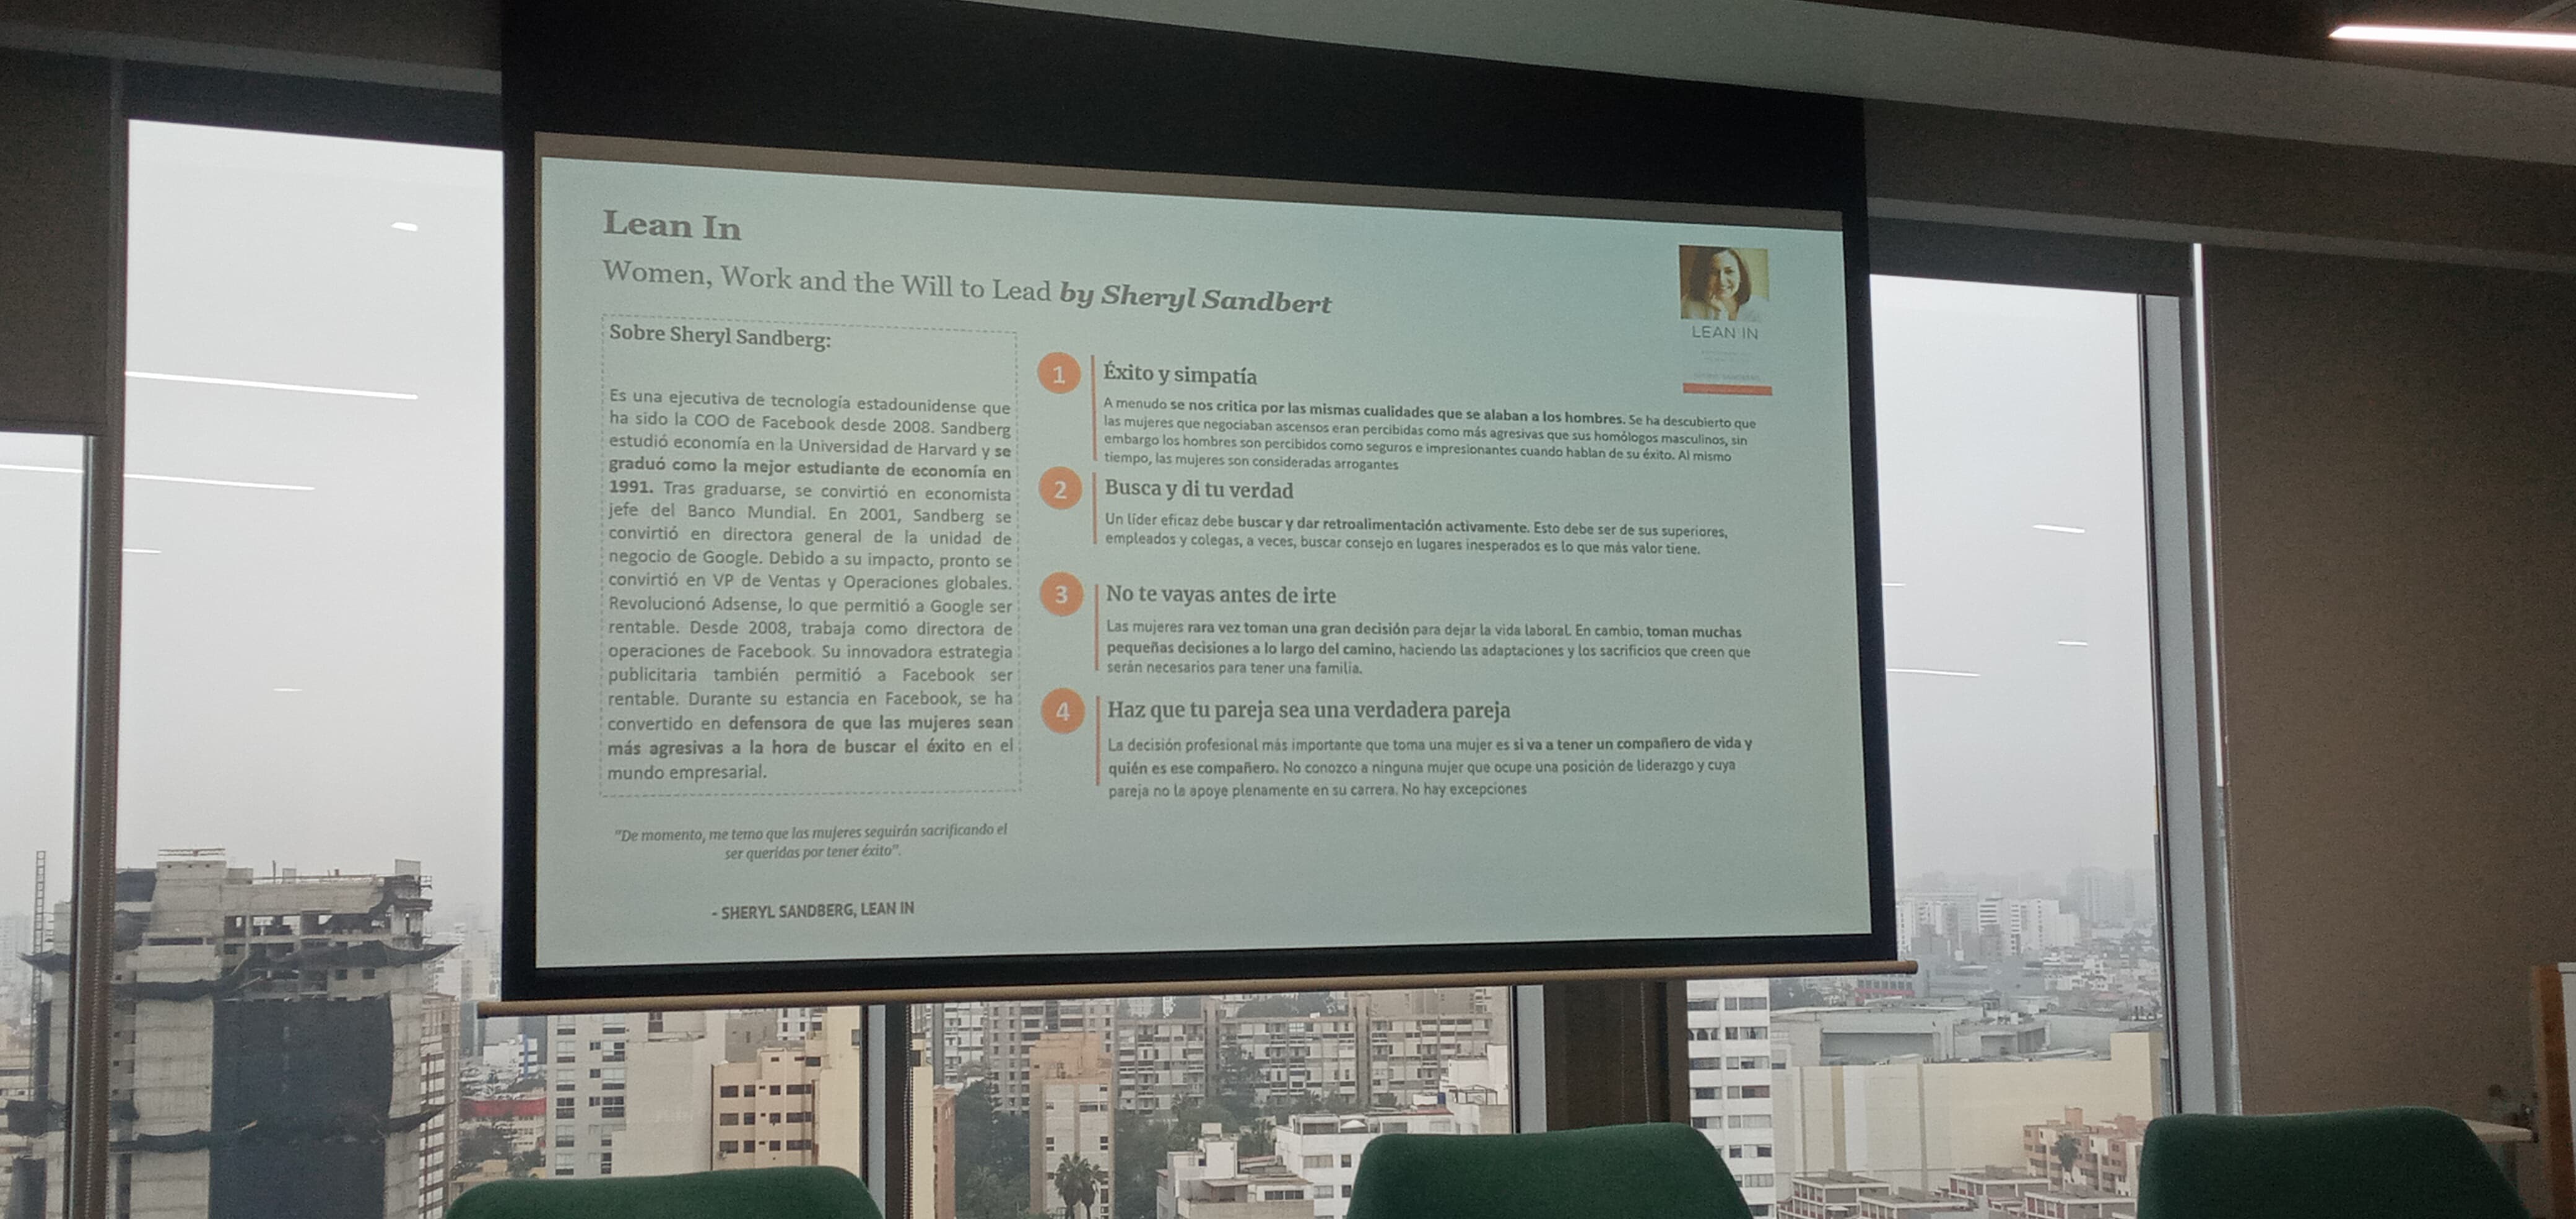 Lean In
Women, Work and the Will to Lead by Sheryl Sandbert
Sobre Sheryl Sandberg:
Es una ejecutiva de tecnología estadounidense que
ha sido la COO de Facebook desde 2008. Sandberg
estudió economía en la Universidad de Harvard y se
graduó como la mejor estudiante de economía en
1991. Tras graduarse, se convirtió en economista
jefe del Banco Mundial. En 2001, Sandberg se
convirtió en directora general de la unidad de
negocio de Google. Debido a su impacto, pronto se
convirtió en VP de Ventas y Operaciones globales.
Revolucionó Adsense, lo que permitió a Google ser
rentable. Desde 2008, trabaja como directora de
operaciones de Facebook. Su innovadora estrategia
publicitaria también permitió a Facebook ser
rentable. Durante su estancia en Facebook, se ha
convertido en defensora de que las mujeres sean
más agresivas a la hora de buscar el éxito en el
mundo empresarial.
"De momento, me temo que las mujeres seguirán sacrificando el
ser queridas por tener éxito".
- SHERYL SANDBERG, LEAN IN
LEAN IN
1
Éxito y simpatía
A menudo se nos critica por las mismas cualidades que se alaban a los hombres. Se ha descubierto que
las mujeres que negociaban ascensos eran percibidas como más agresivas que sus homólogos masculinos, sin
embargo los hombres son percibidos como seguros e impresionantes cuando hablan de su éxito. Al mismo
tiempo, las mujeres son consideradas arrogantes
2
Busca y di tu verdad
Un líder eficaz debe buscar y dar retroalimentación activamente. Esto debe ser de sus superiores,
empleados y colegas, a veces, buscar consejo en lugares inesperados es lo que más valor tiene.
3
No te vayas antes de irte
Las mujeres rara vez toman una gran decisión para dejar la vida laboral. En cambio, toman muchas
pequeñas decisiones a lo largo del camino, haciendo las adaptaciones y los sacrificios que creen que
serán necesarios para tener una familia.
4
Haz que tu pareja sea una verdadera pareja
La decisión profesional más importante que toma una mujer es si va a tener un compañero de vida y
quién es ese compañero. No conozco a ninguna mujer que ocupe una posición de liderazgo y cuya
pareja no la apoye plenamente en su carrera. No hay excepciones